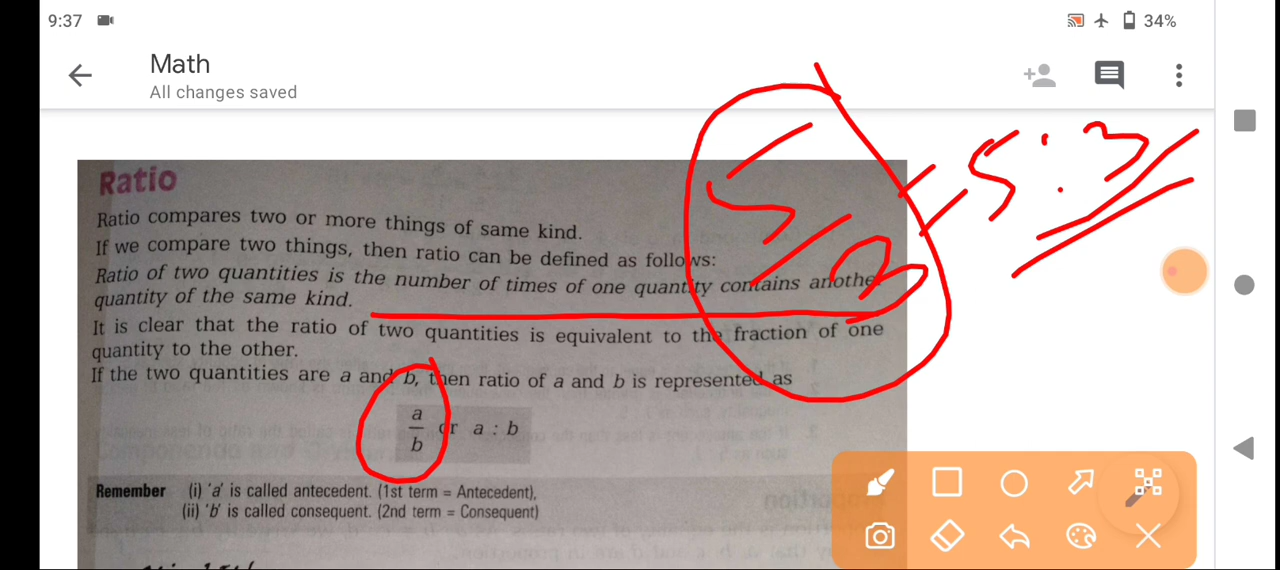 9:37
34%
Math
All changes saved
Ratio
Ratio compares two or more things of same kind.
If we compare two things, then ratio can be defined as follows:
Ratio of two quantities is the number of times of one quantity contains another
quantity of the same kind.
It is clear that the ratio of two quantities is equivalent to the fraction of one
quantity to the other.
If the two quantities are a and b, then ratio of a and b is represented as
a
b
or a : b
5/3 = 5:3
Remember (i) 'a' is called antecedent. (1st term = Antecedent),
(ii) 'b' is called consequent. (2nd term = Consequent)